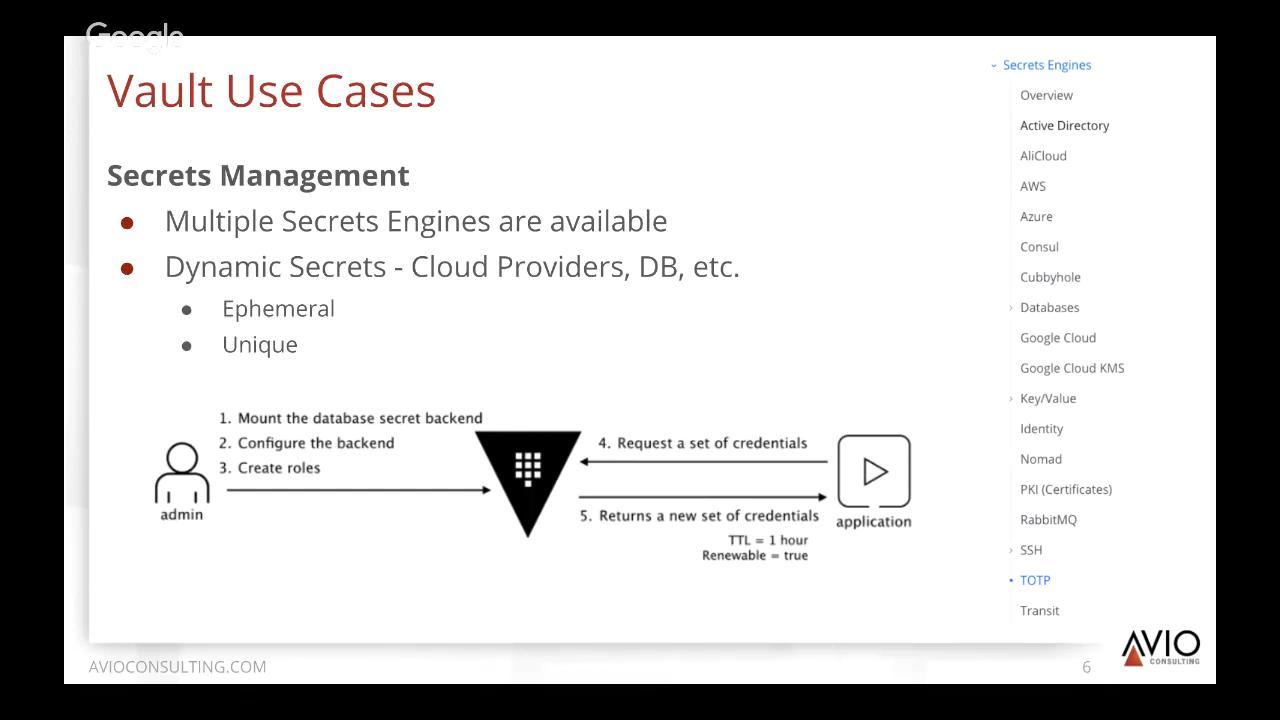 Google
Vault Use Cases
Secrets Management
● Multiple Secrets Engines are available
● Dynamic Secrets - Cloud Providers, DB, etc.
● Ephemeral
● Unique
1. Mount the database secret backend
2. Configure the backend
3. Create roles
admin
4. Request a set of credentials
5. Returns a new set of credentials
TTL = 1 hour
Renewable = true
application
Secrets Engines
Overview
Active Directory
AliCloud
AWS
Azure
Consul
Cubbyhole
Databases
Google Cloud
Google Cloud KMS
Key/Value
Identity
Nomad
PKI (Certificates)
RabbitMQ
SSH
TOTP
Transit
AVIOCONSULTING.COM
6
AVIO
CONSULTING